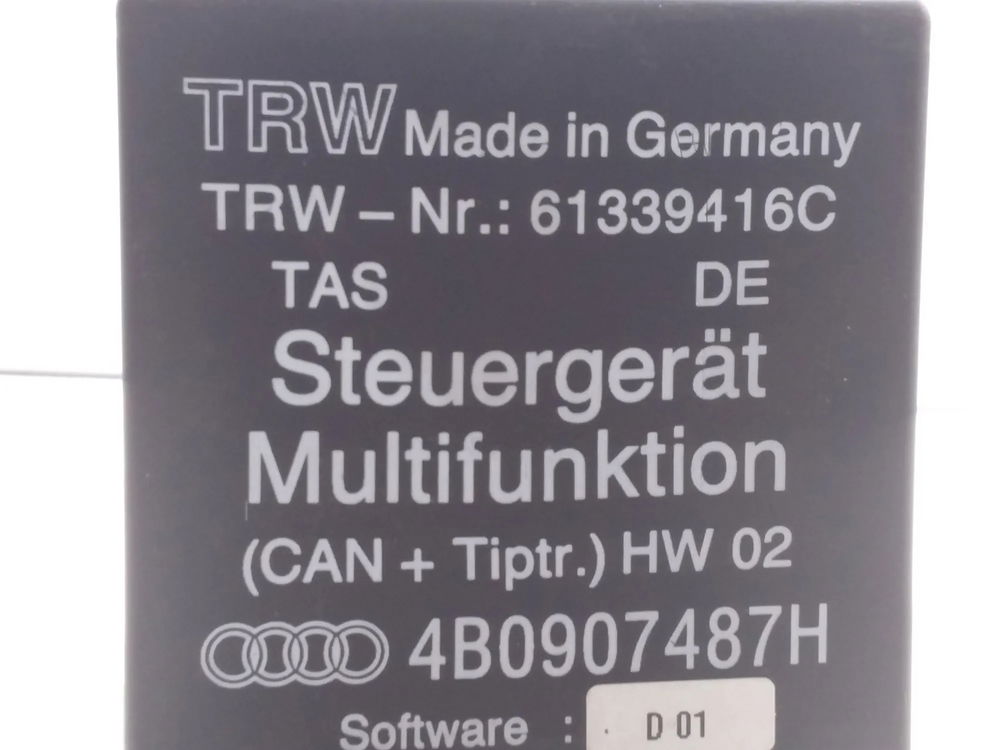 TRW Made in Germany
TRW – Nr.: 61339416C
TAS DE
Steuergerät
Multifunktion
(CAN + Tiptr.) HW 02
4B0907487H
Software : D 01